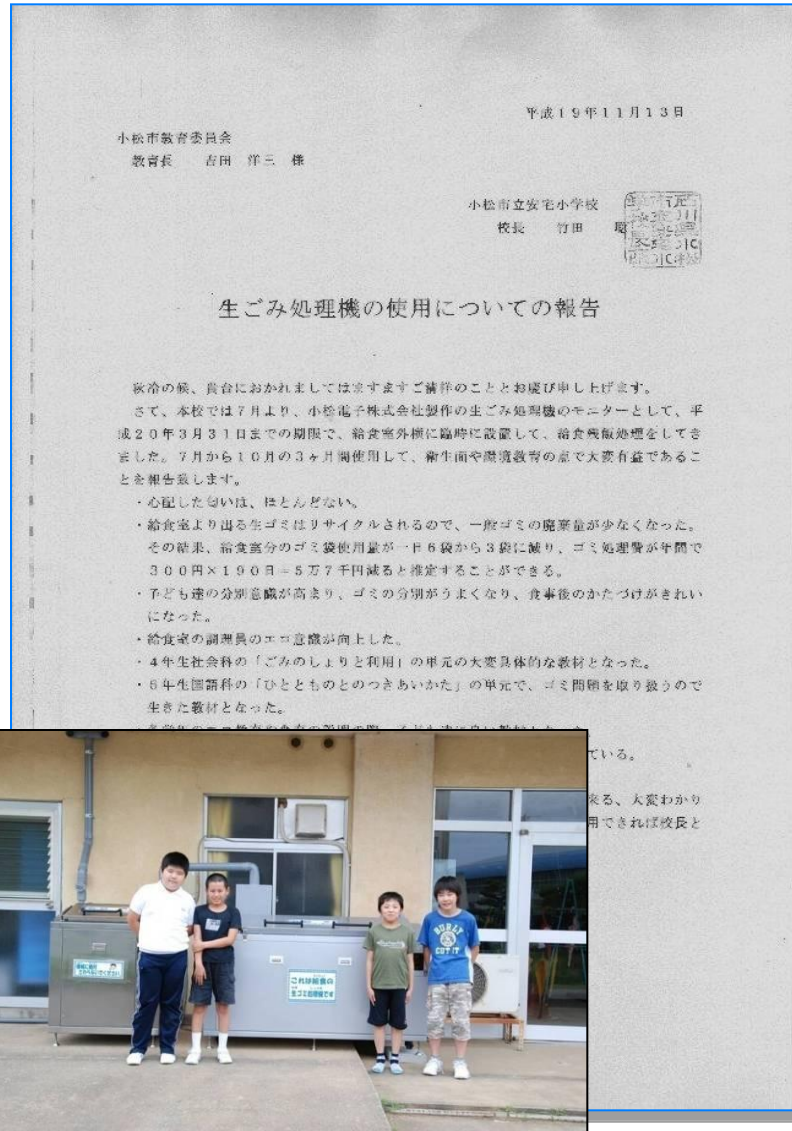 平成19年11月13日
小松市教育委員会
教育長 吉田 洋三 様
小松市立安宅小学校
校長 竹田
生ごみ処理機の使用についての報告
秋冷の候、貴台におかれましてはますますご清祥のこととお慶び申し上げます。
さて、本校では7月より、小松電子株式会社製作の生ごみ処理機のモニターとして、平
成20年3月31日までの期限で、給食室外横に臨時に設置して、給食残飯処理をしてき
ました。7月から10月の3ヶ月間使用して、衛生面や環境教育の点で大変有益であるこ
とを報告致します。
・心配した匂いは、ほとんどない。
・給食室より出る生ゴミはリサイクルされるので、一般ゴミの廃棄量が少なくなった。
その結果、給食室分のゴミ袋使用量が一日6袋から3袋に減り、ゴミ処理費が年間で
300円×190日=5万7千円減ると推定することができる。
・子ども達の分別意識が高まり、ゴミの分別がうまくなり、食事後のかたづけがきれい
になった。
・給食室の調理員のエコ意識が向上した。
・4年生社会科の「ごみのしょりと利用」の単元の大変具体的な教材となった。
・5年生国語科の「ひととものとのつきあいかた」の単元で、ゴミ問題を取り扱うので
生きた教材となった。
ている。
来る、大変わかり
用できれば校長と
これは給食の
生ゴミ処理機です
BURLY
CUT IT